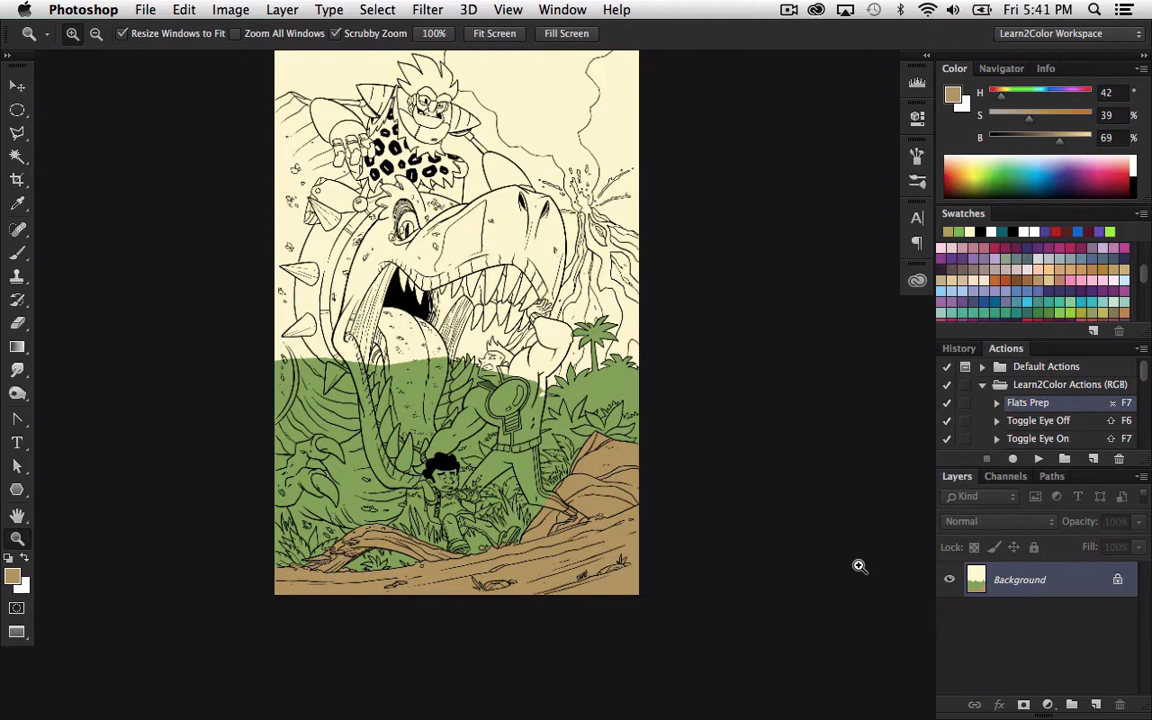 Photoshop File Edit Image Layer Type Select Filter 3D View Window Help Fri 5:41 PM
Resize Windows to Fit Zoom All Windows Scrubby Zoom 100% Fit Screen Fill Screen Learn2Color Workspace
Color Navigator Info
H 42 °
S 39 %
B 69 %
Swatches
History Actions
Default Actions
Learn2Color Actions (RGB)
Flats Prep F7
Toggle Eye Off F6
Toggle Eye On F7
Layers Channels Paths
Kind
Normal Opacity: 100%
Lock: Fill: 100%
Background